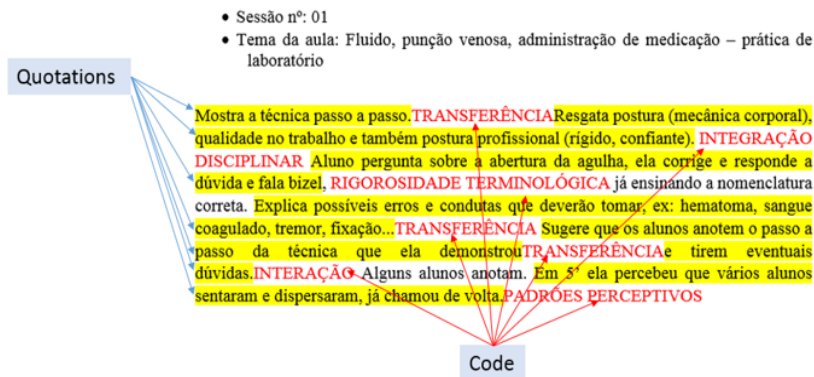 • Sessão nº: 01
• Tema da aula: Fluido, punção venosa, administração de medicação – prática de
laboratório
Quotations
Mostra a técnica passo a passo.TRANSFERÊNCIAResgata postura (mecânica corporal),
qualidade no trabalho e também postura profissional (rígido, confiante). INTEGRAÇÃO
DISCIPLINAR Aluno pergunta sobre a abertura da agulha, ela corrige e responde a
dúvida e fala bizel, RIGOROSIDADE TERMINOLÓGICA já ensinando a nomenclatura
correta. Explica possíveis erros e condutas que deverão tomar, ex: hematoma, sangue
coagulado, tremor, fixação...TRANSFERÊNCIA Sugere que os alunos anotem o passo a
passo da técnica que ela demonstrouTRANSFERÊNCIAe tirem eventuais
dúvidas.INTERAÇÃO Alguns alunos anotam. Em 5’ ela percebeu que vários alunos
sentaram e dispersaram, já chamou de volta.PADRÕES PERCEPTIVOS
Code